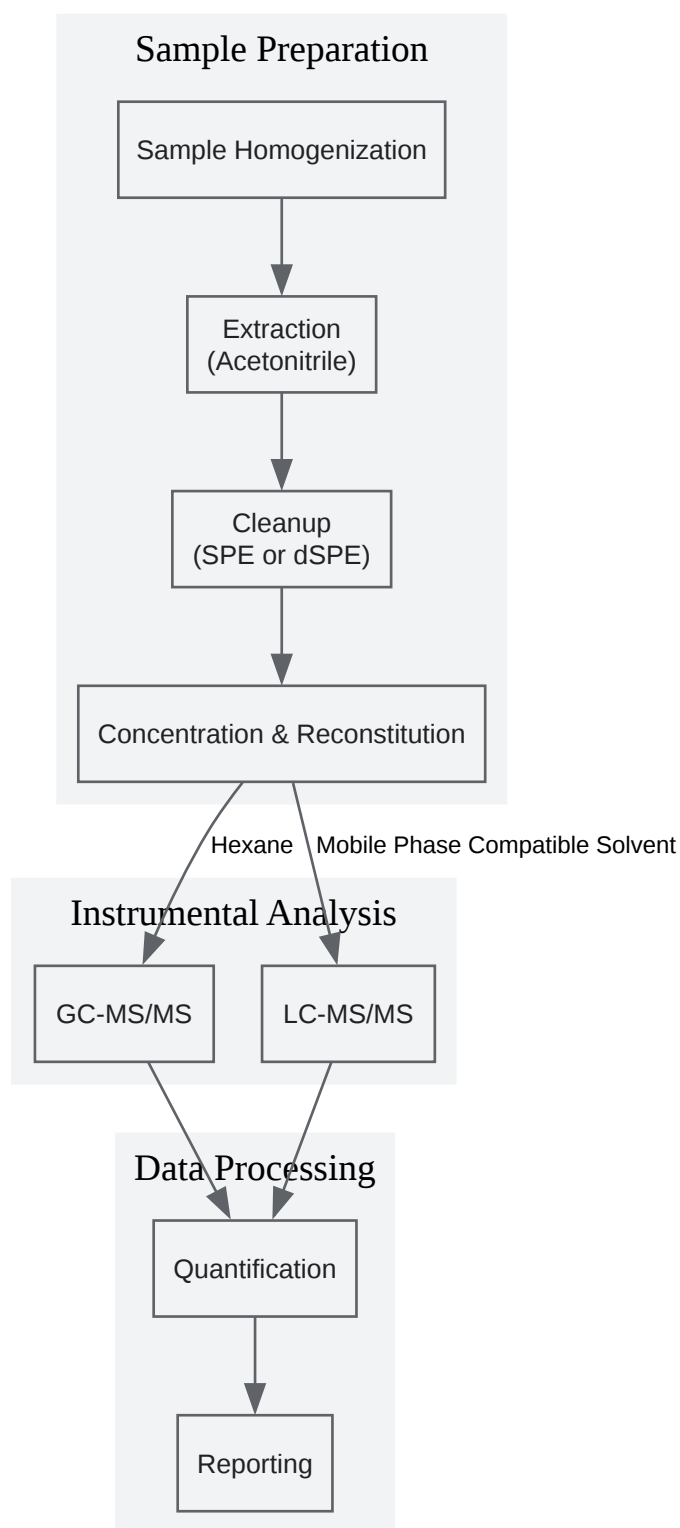 Sample Preparation
Sample Homogenization
Extraction
(Acetonitrile)
Cleanup
(SPE or dSPE)
Concentration & Reconstitution
Hexane
Mobile Phase Compatible Solvent
Instrumental Analysis
GC-MS/MS
LC-MS/MS
Data Processing
Quantification
Reporting